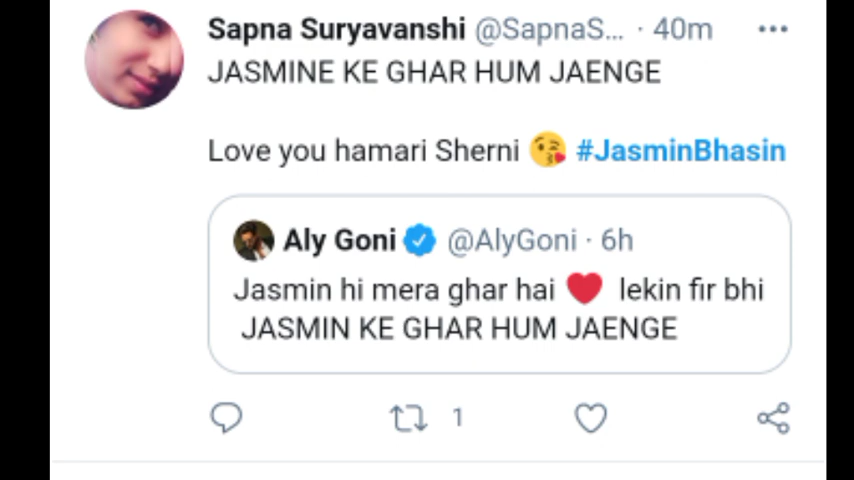 Sapna Suryavanshi @SapnaS... · 40m
JASMINE KE GHAR HUM JAENGE
Love you hamari Sherni 😘 #JasminBhasin
Aly Goni @AlyGoni · 6h
Jasmin hi mera ghar hai ❤️ lekin fir bhi
JASMIN KE GHAR HUM JAENGE
1